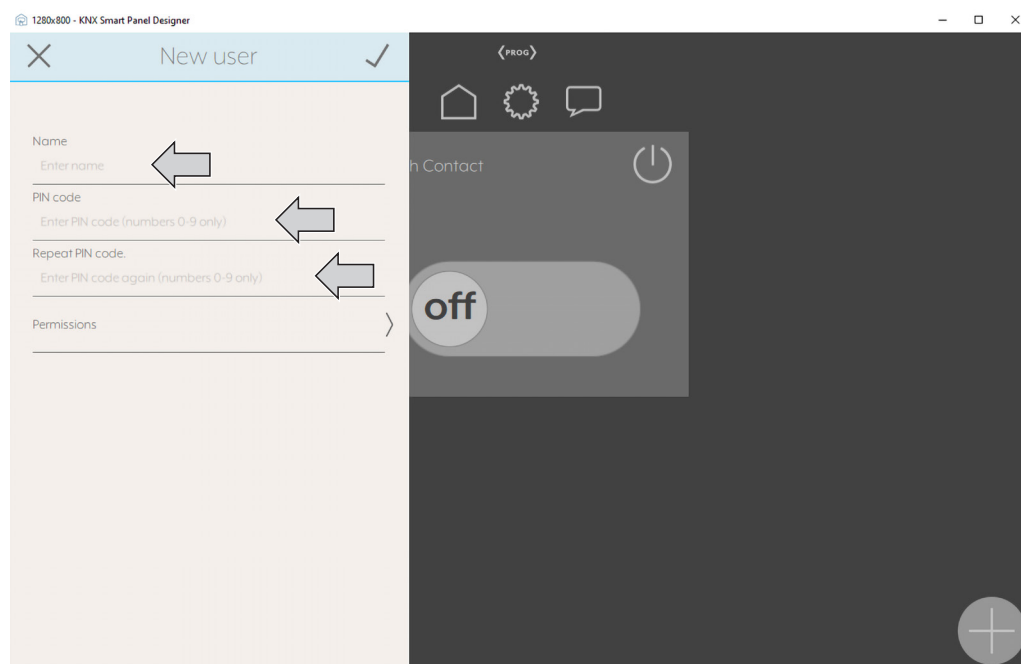 1280x800 - KNX Smart Panel Designer
New user
Name
Enter name
PIN code
Enter PIN code (numbers 0-9 only)
Repeat PIN code.
Enter PIN code again (numbers 0-9 only)
Permissions
PROG
h Contact
off